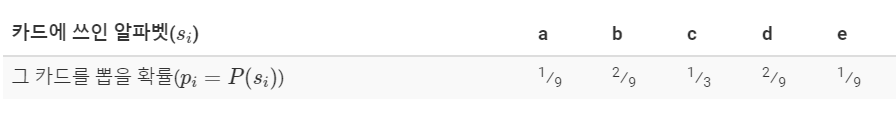 카드에 쓰인 알파벳(sᵢ) a b c d e
그 카드를 뽑을 확률(pᵢ = P(sᵢ)) 1/9 2/9 1/3 2/9 1/9